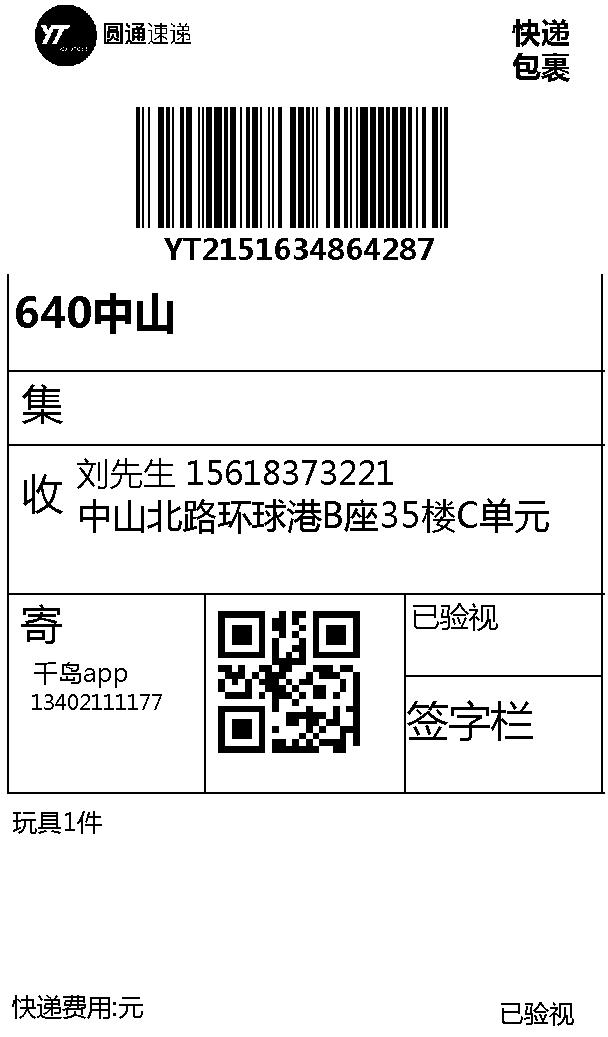 YT
圆通速递
快递
包裹
YT2151634864287
640中山
集
收
刘先生 15618373221
中山北路环球港B座35楼C单元
寄
千岛app
13402111177
已验视
签字栏
玩具1件
快递费用:元
已验视